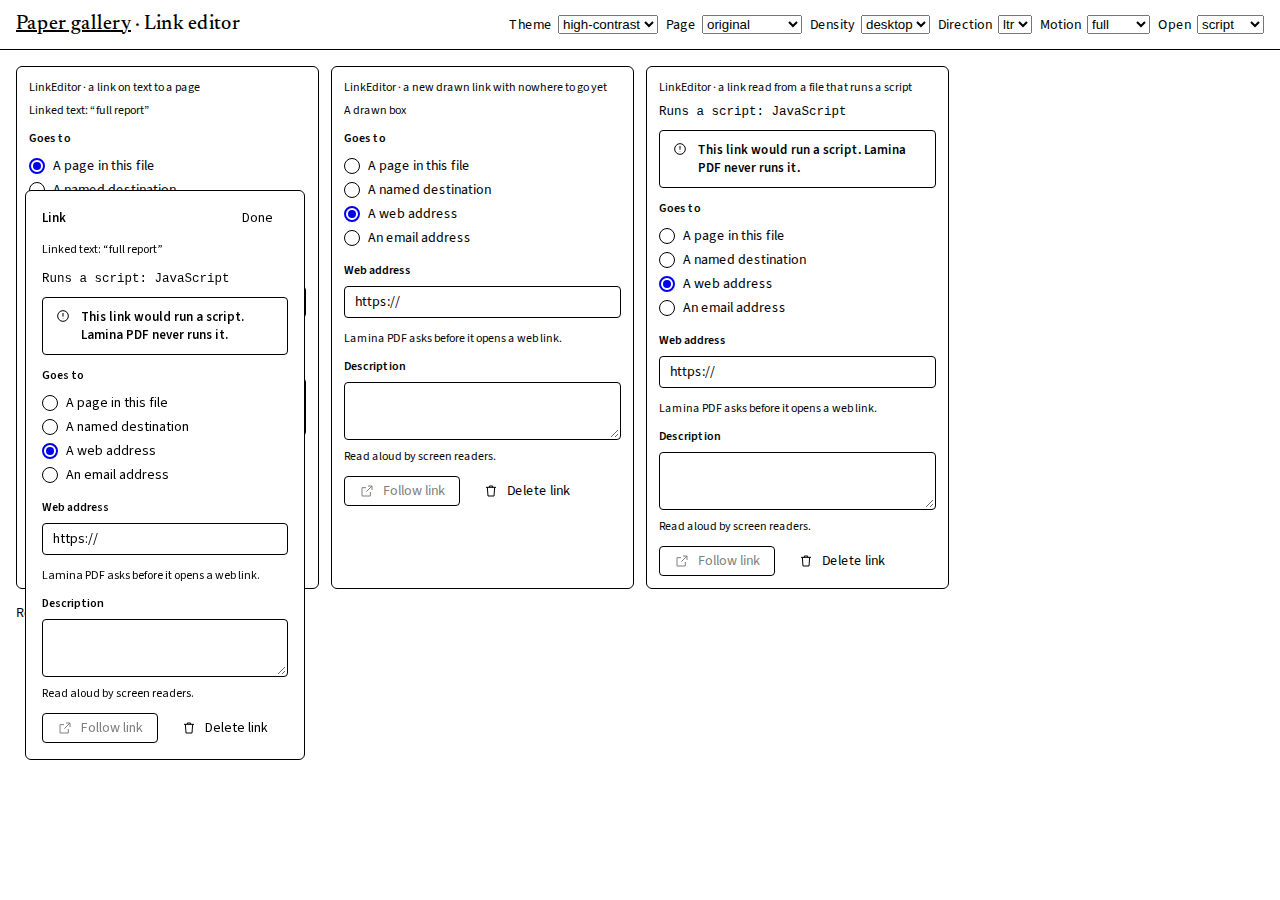 Paper gallery · Link editor
Theme high-contrast Page original Density desktop Direction ltr Motion full Open script
LinkEditor · a link on text to a page
Linked text: “full report”
Goes to
A page in this file
A named destination
Link
Done
Linked text: “full report”
Runs a script: JavaScript
This link would run a script.
Lamina PDF never runs it.
Goes to
A page in this file
A named destination
A web address
An email address
Web address
https://
Lamina PDF asks before it opens a web link.
Description
Read aloud by screen readers.
Follow link
Delete link
LinkEditor · a new drawn link with nowhere to go yet
A drawn box
Goes to
A page in this file
A named destination
A web address
An email address
Web address
https://
Lamina PDF asks before it opens a web link.
Description
Read aloud by screen readers.
Follow link
Delete link
LinkEditor · a link read from a file that runs a script
Runs a script: JavaScript
This link would run a script. Lamina
PDF never runs it.
Goes to
A page in this file
A named destination
A web address
An email address
Web address
https://
Lamina PDF asks before it opens a web link.
Description
Read aloud by screen readers.
Follow link
Delete link